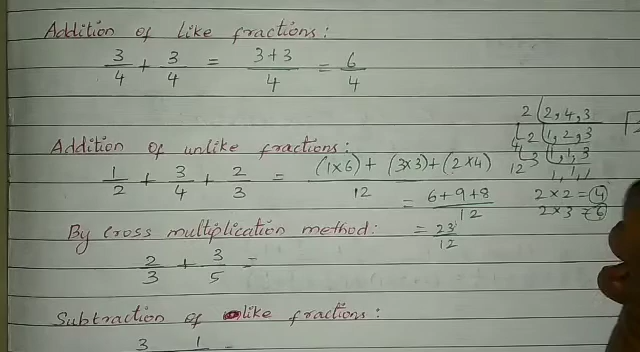 Addition of like fractions:
3/4 + 3/4 = 3+3/4 = 6/4
Addition of unlike fractions:
1/2 + 3/4 + 2/3 = (1×6) + (3×3) + (2×4)/12
= 6+9+8/12
= 23/12
2 | 2,4,3
2 | 1,2,3
3 | 1,1,3
1,1,1
4
12
2×2=4
2×3=6
By Cross multiplication method:
2/3 + 3/5 =
Subtraction of like fractions:
3 1 -